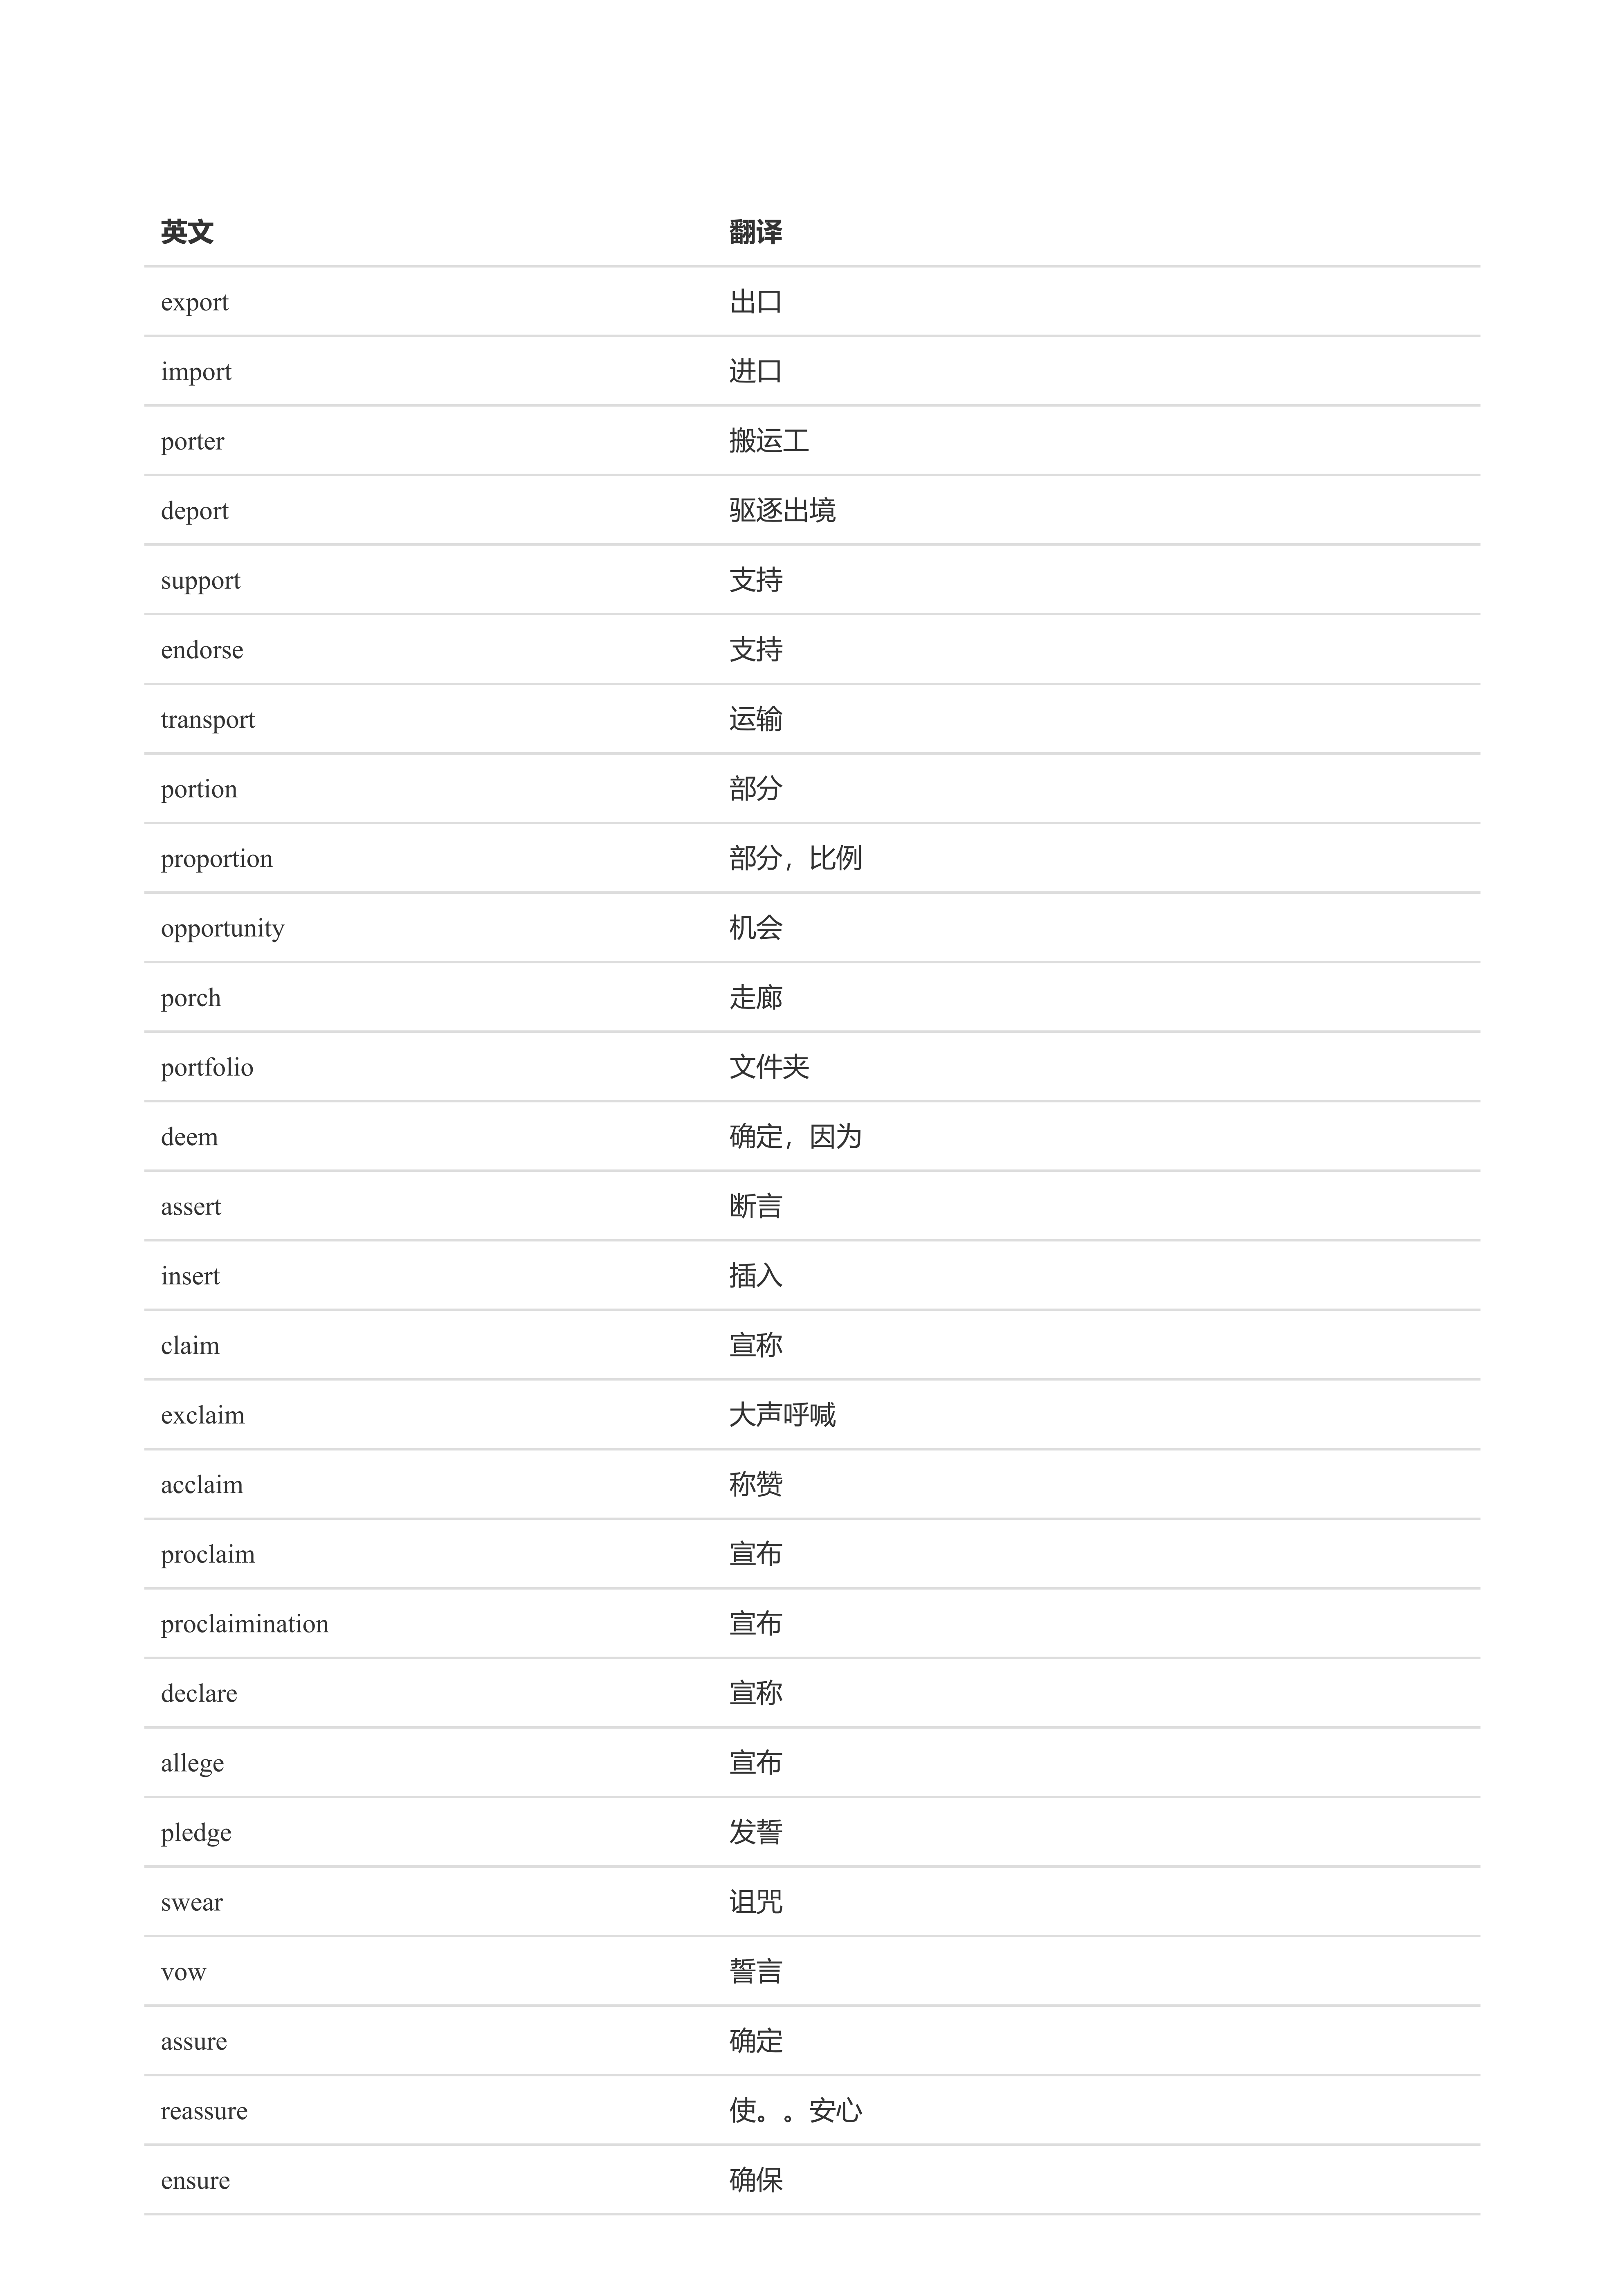 英文 翻译
export 出口
import 进口
porter 搬运工
deport 驱逐出境
support 支持
endorse 支持
transport 运输
portion 部分
proportion 部分，比例
opportunity 机会
porch 走廊
portfolio 文件夹
deem 确定，因为
assert 断言
insert 插入
claim 宣称
exclaim 大声呼喊
acclaim 称赞
proclaim 宣布
proclaimination 宣布
declare 宣称
allege 宣布
pledge 发誓
swear 诅咒
vow 誓言
assure 确定
reassure 使。。安心
ensure 确保